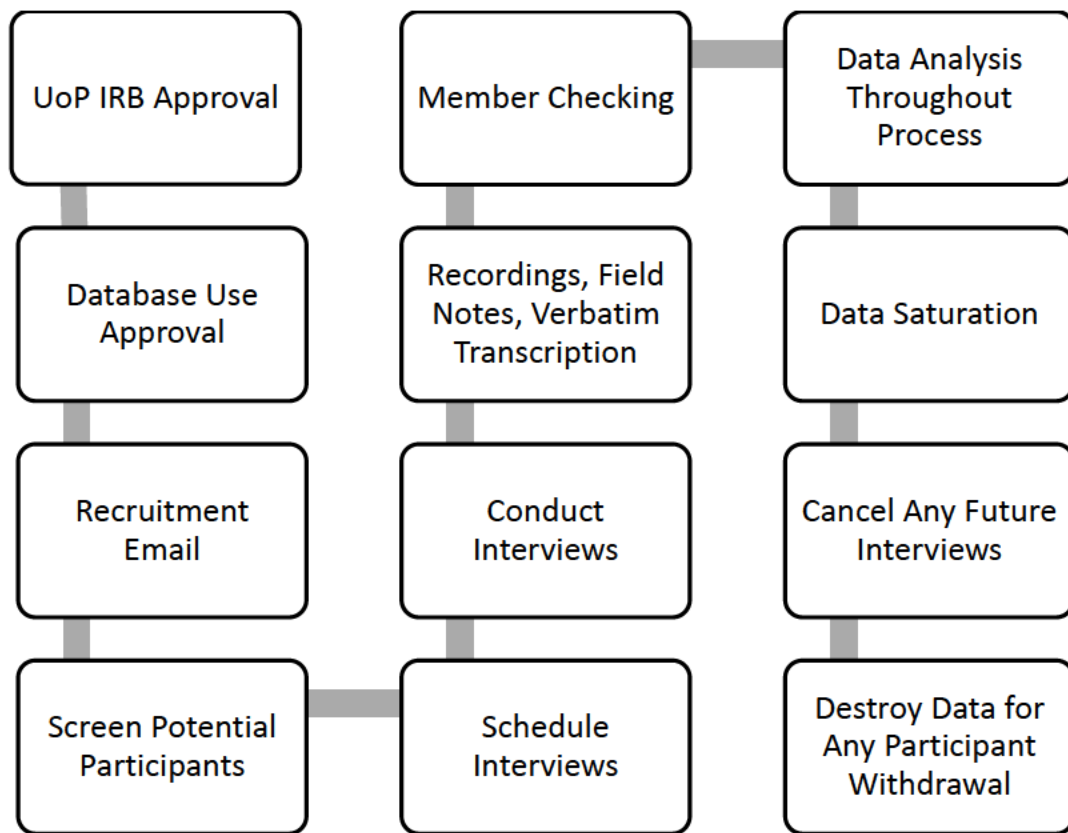 UoP IRB Approval
Database Use
Approval
Recruitment
Email
Screen Potential
Participants
Schedule
Interviews
Conduct
Interviews
Recordings, Field
Notes, Verbatim
Transcription
Member Checking
Data Analysis
Throughout
Process
Data Saturation
Cancel Any Future
Interviews
Destroy Data for
Any Participant
Withdrawal